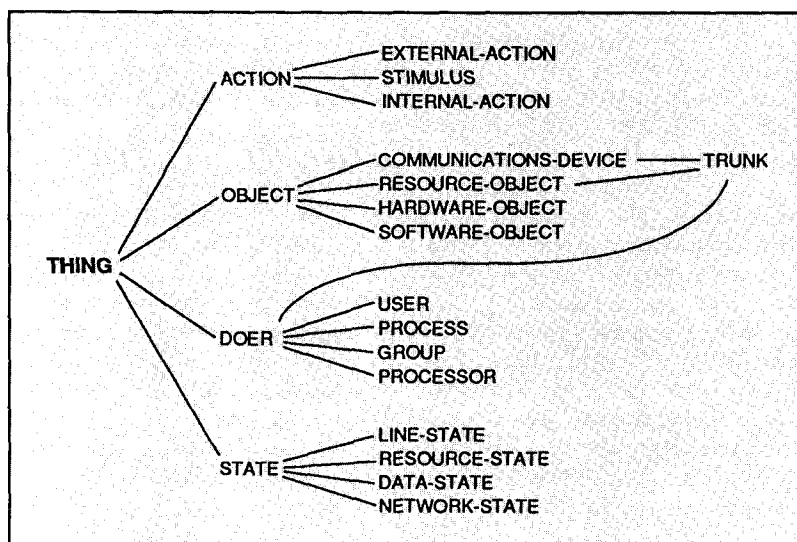 EXTERNAL-ACTION
ACTION
STIMULUS
INTERNAL-ACTION
COMMUNICATIONS-DEVICE
TRUNK
RESOURCE-OBJECT
OBJECT
HARDWARE-OBJECT
SOFTWARE-OBJECT
THING
USER
PROCESS
DOER
GROUP
PROCESSOR
LINE-STATE
RESOURCE-STATE
STATE
DATA-STATE
NETWORK-STATE